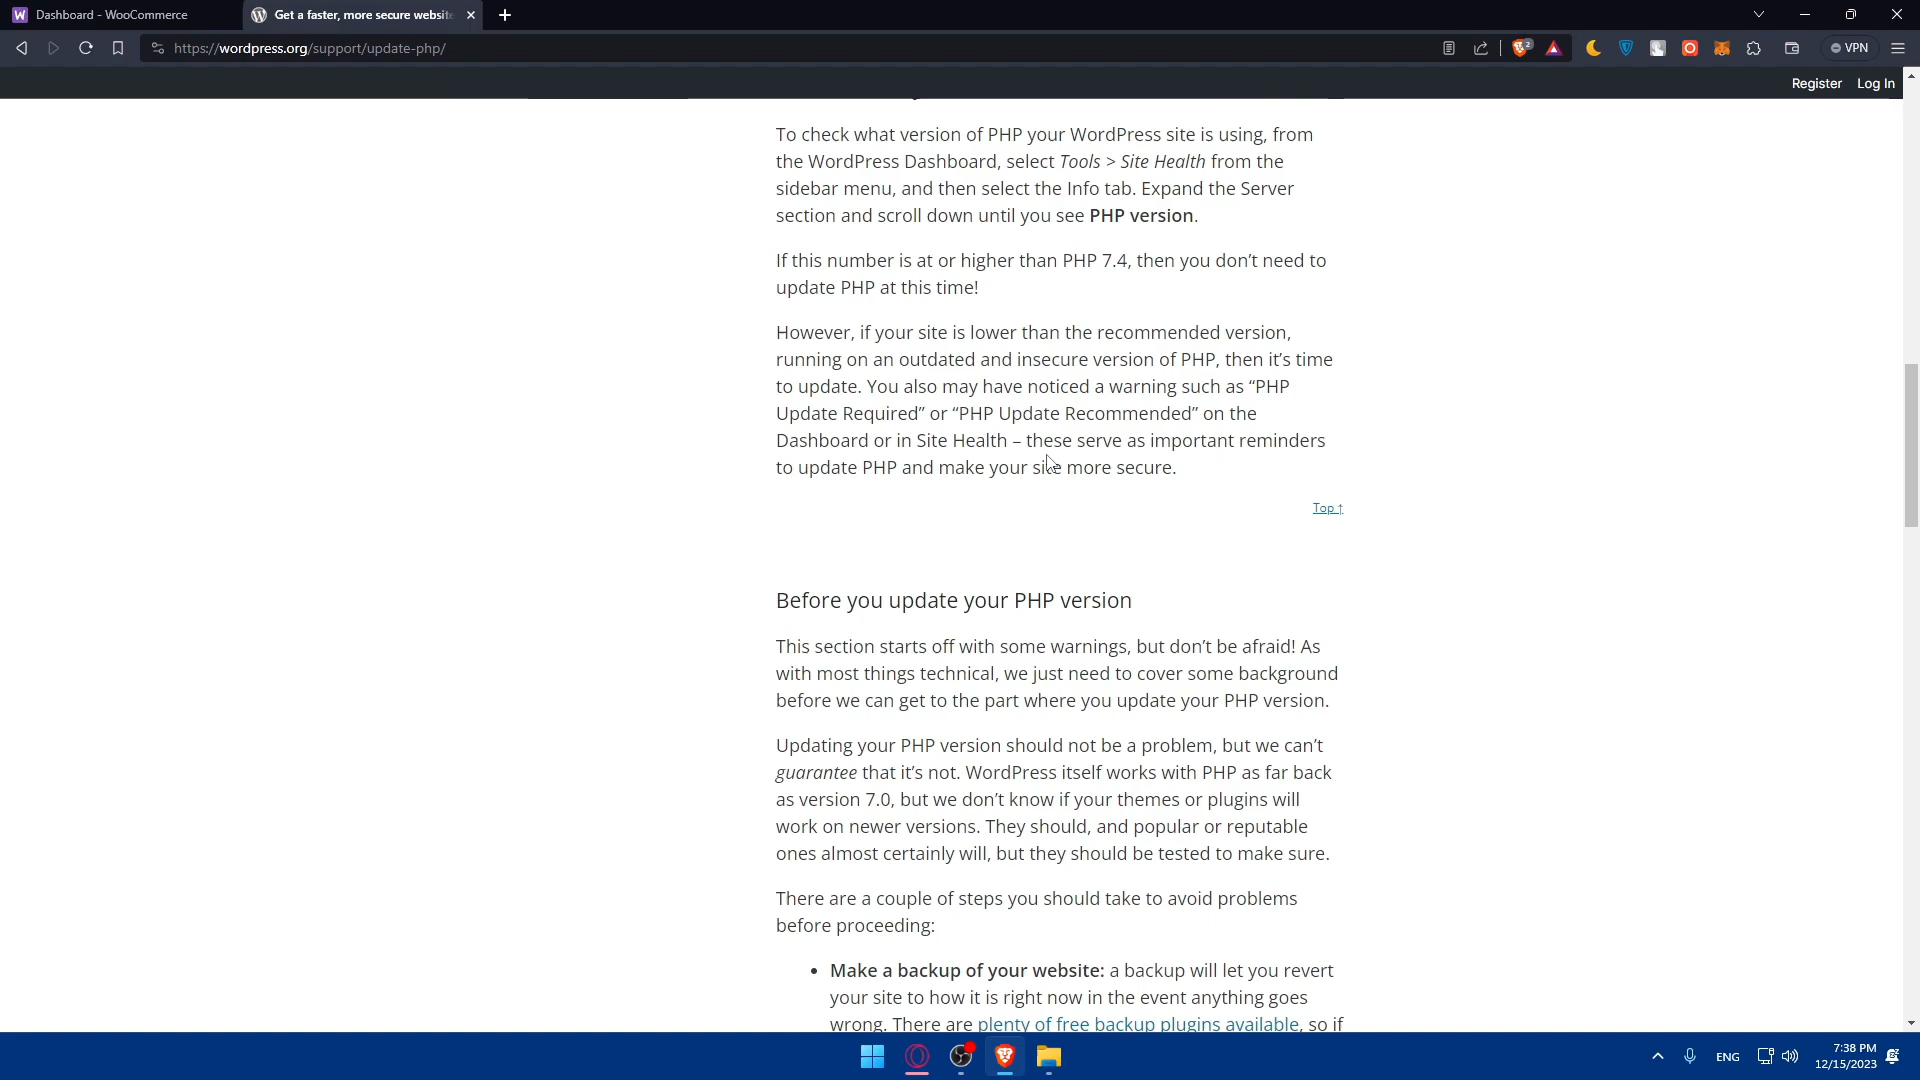 Dashboard - WooCommerce
Get a faster, more secure website
https://wordpress.org/support/update-php/
2
VPN
Register Log In
To check what version of PHP your WordPress site is using, from
the WordPress Dashboard, select Tools > Site Health from the
sidebar menu, and then select the Info tab. Expand the Server
section and scroll down until you see PHP version.
If this number is at or higher than PHP 7.4, then you don’t need to
update PHP at this time!
However, if your site is lower than the recommended version,
running on an outdated and insecure version of PHP, then it’s time
to update. You also may have noticed a warning such as “PHP
Update Required” or “PHP Update Recommended” on the
Dashboard or in Site Health – these serve as important reminders
to update PHP and make your site more secure.
Top ↑
Before you update your PHP version
This section starts off with some warnings, but don’t be afraid! As
with most things technical, we just need to cover some background
before we can get to the part where you update your PHP version.
Updating your PHP version should not be a problem, but we can’t
guarantee that it’s not. WordPress itself works with PHP as far back
as version 7.0, but we don’t know if your themes or plugins will
work on newer versions. They should, and popular or reputable
ones almost certainly will, but they should be tested to make sure.
There are a couple of steps you should take to avoid problems
before proceeding:
• Make a backup of your website: a backup will let you revert
your site to how it is right now in the event anything goes
wrong. There are plenty of free backup plugins available, so if
ENG
7:38 PM
12/15/2023